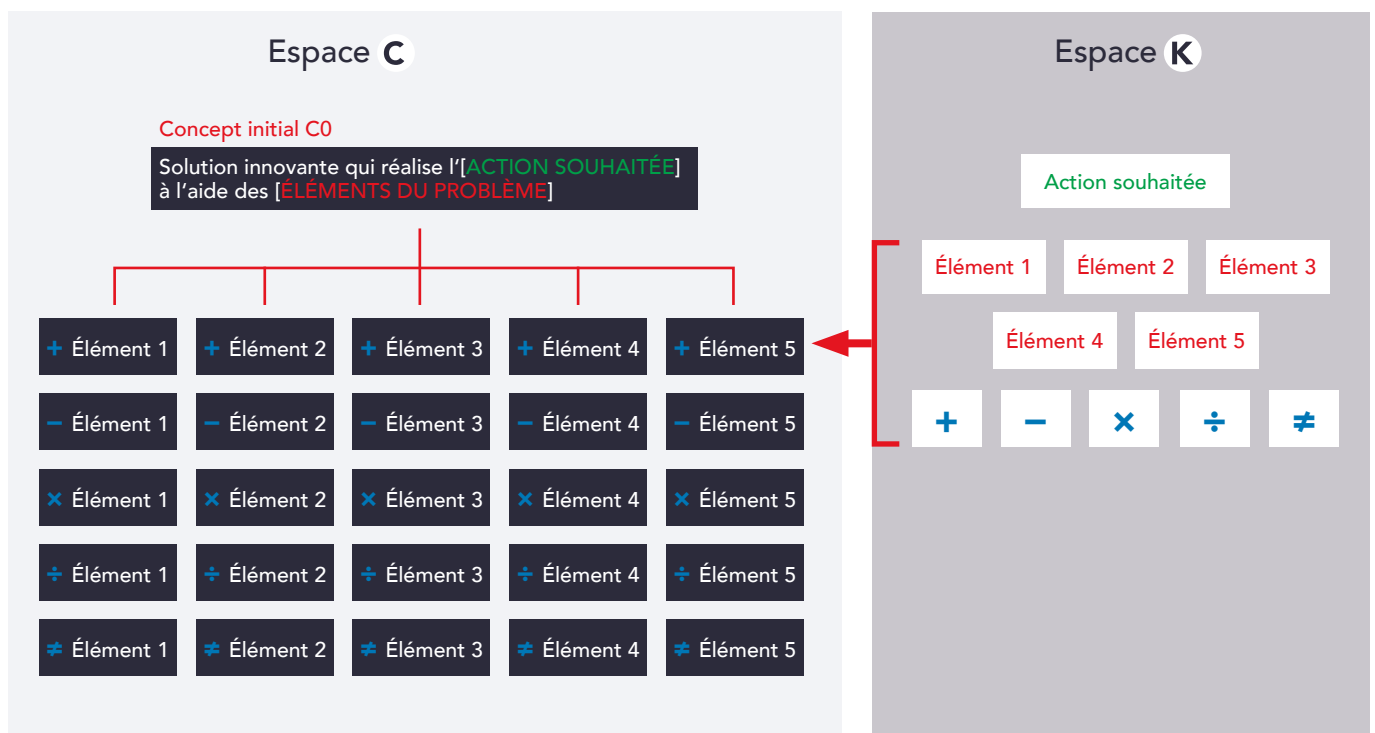 Espace C
Concept initial C0
Solution innovante qui réalise l’[ACTION SOUHAITÉE]
à l’aide des [ÉLÉMENTS DU PROBLÈME]
+ Élément 1 + Élément 2 + Élément 3 + Élément 4 + Élément 5
− Élément 1 − Élément 2 − Élément 3 − Élément 4 − Élément 5
× Élément 1 × Élément 2 × Élément 3 × Élément 4 × Élément 5
÷ Élément 1 ÷ Élément 2 ÷ Élément 3 ÷ Élément 4 ÷ Élément 5
≠ Élément 1 ≠ Élément 2 ≠ Élément 3 ≠ Élément 4 ≠ Élément 5
Espace K
Action souhaitée
Élément 1 Élément 2 Élément 3
Élément 4 Élément 5
+ − × ÷ ≠